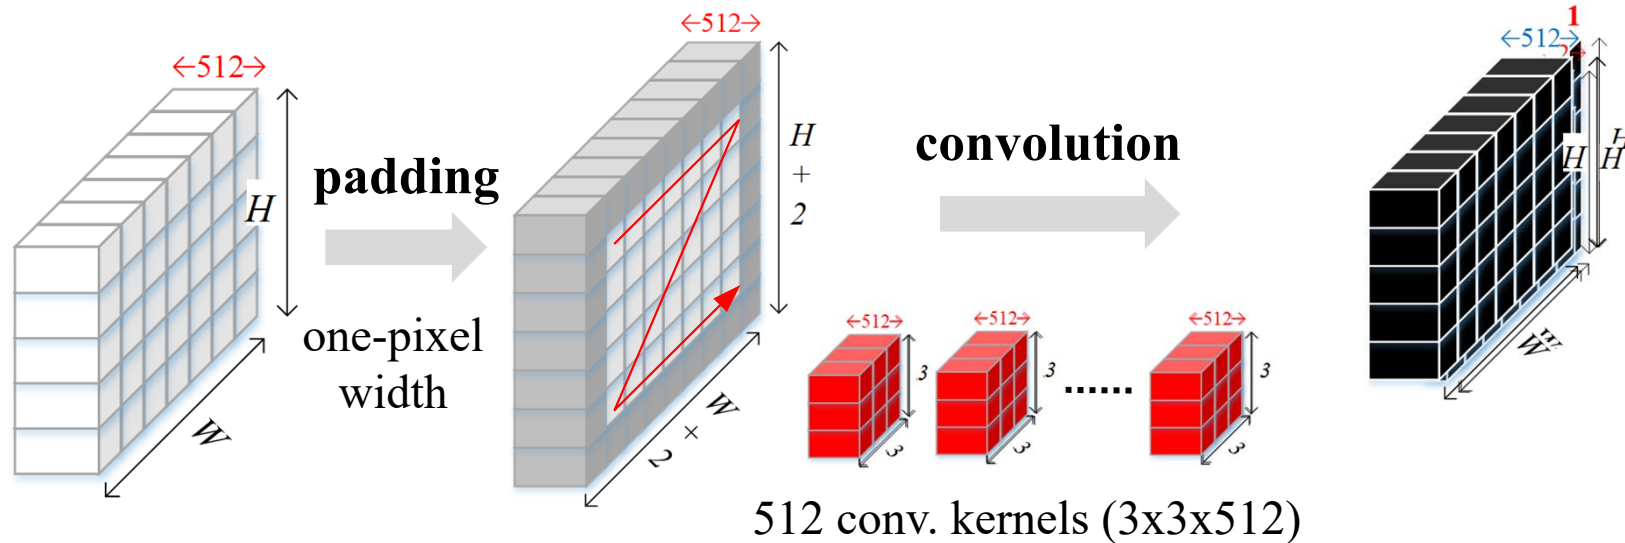 ←512→
H
W
padding
one-pixel
width
←512→
H
+
2
W
+
2
convolution
←512→
3
3
←512→
3
3
......
←512→
3
3
512 conv. kernels (3x3x512)
1
←512→
2
H
H
H
W